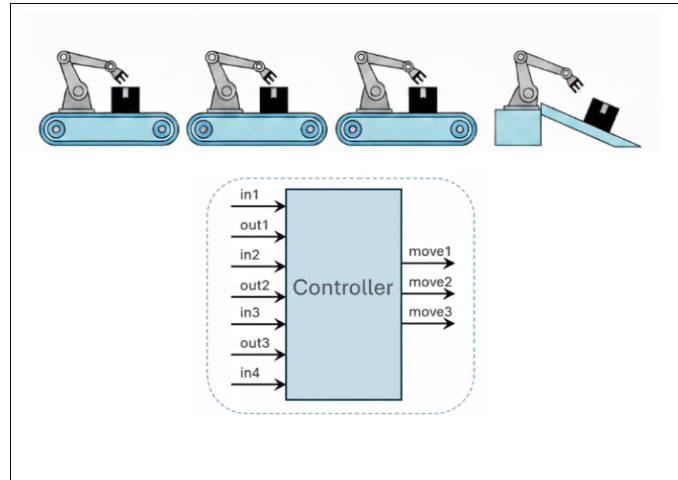 in1
out1
in2
out2
in3
out3
in4
Controller
move1
move2
move3